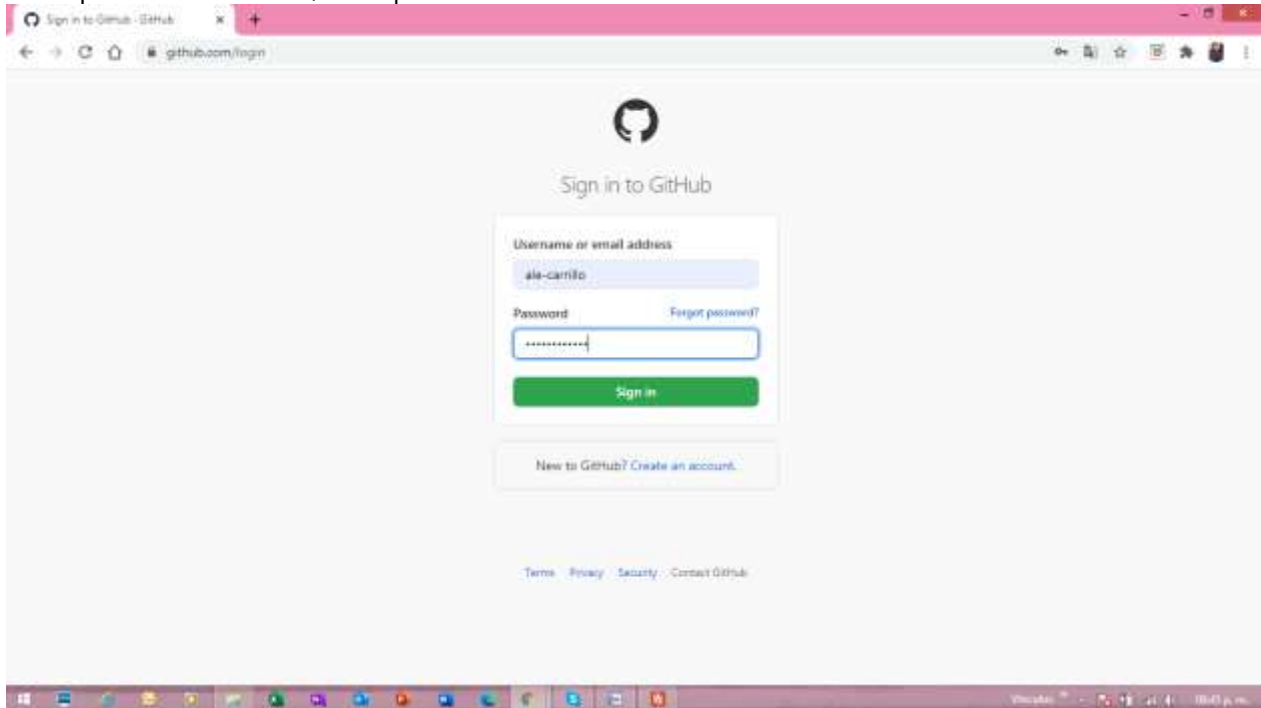 Sign in to GitHub · GitHub
github.com/login
Sign in to GitHub
Username or email address
ale-carrillo
Password Forgot password?
••••••••••••
Sign in
New to GitHub? Create an account.
Terms Privacy Security Contact GitHub